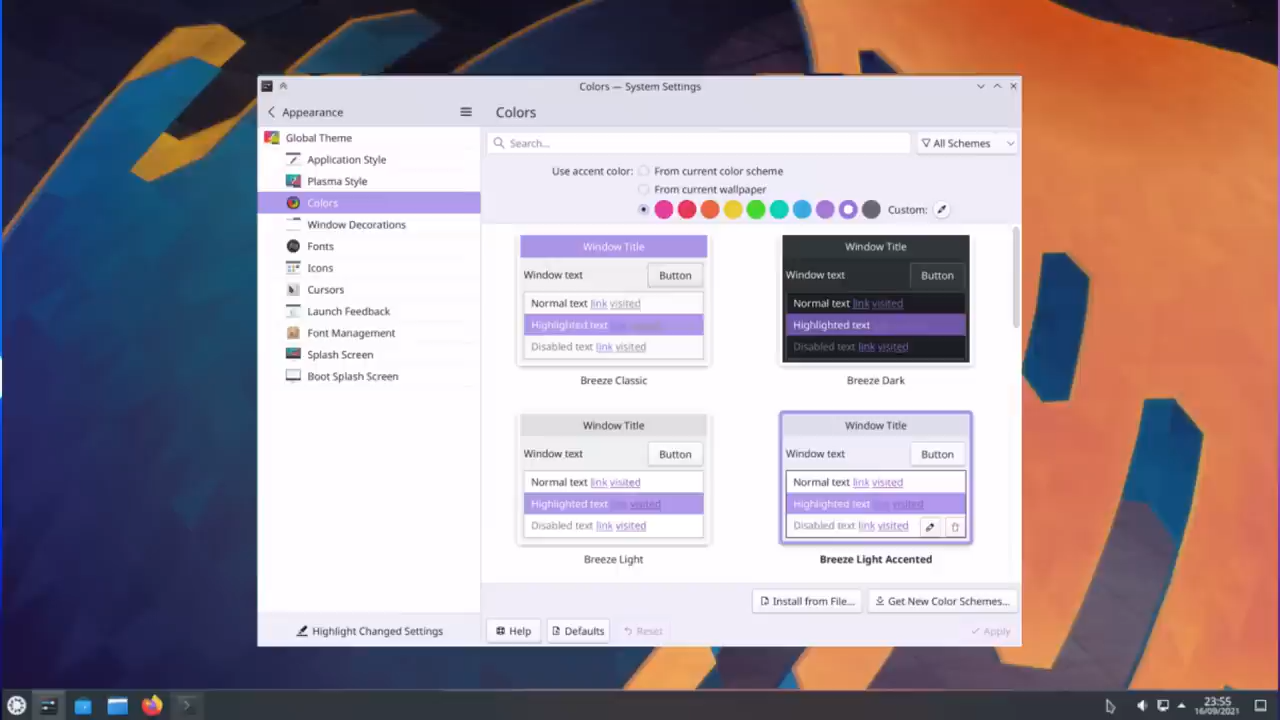 Colors — System Settings
Appearance
Colors
Global Theme
Application Style
Plasma Style
Colors
Window Decorations
Fonts
Icons
Cursors
Launch Feedback
Font Management
Splash Screen
Boot Splash Screen
Highlight Changed Settings
Search...
All Schemes
Use accent color:
From current color scheme
From current wallpaper
Custom:
Window Title
Window text
Button
Normal text link visited
Highlighted text
Disabled text link visited
Breeze Classic
Window Title
Window text
Button
Normal text link visited
Highlighted text
Disabled text link visited
Breeze Dark
Window Title
Window text
Button
Normal text link visited
Highlighted text link visited
Disabled text link visited
Breeze Light
Window Title
Window text
Button
Normal text link visited
Highlighted text link visited
Disabled text link visited
Breeze Light Accented
Install from File...
Get New Color Schemes...
Help
Defaults
Reset
Apply
23:55
16/09/2021